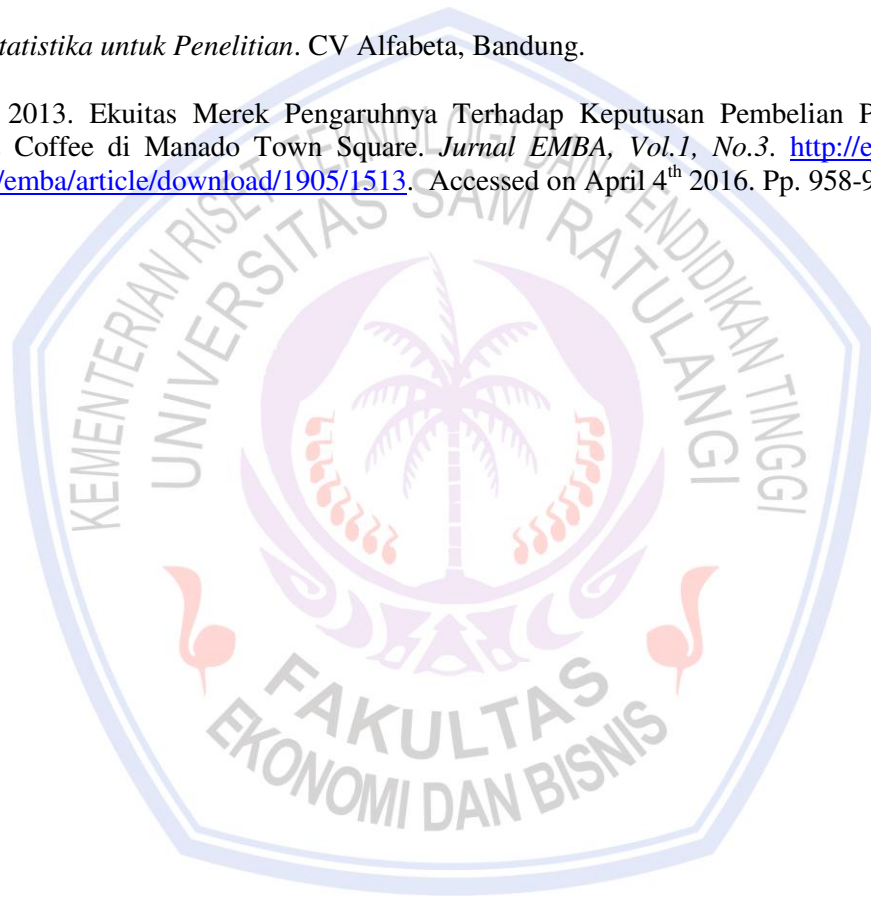 tatistika untuk Penelitian. CV Alfabeta, Bandung.
2013. Ekuitas Merek Pengaruhnya Terhadap Keputusan Pembelian P
Coffee di Manado Town Square. Jurnal EMBA, Vol.1, No.3. http://e
/emba/article/download/1905/1513. Accessed on April 4th 2016. Pp. 958-9
KEMENTERIAN RISET TEKNOLOGI DAN PENDIDIKAN TINGGI
UNIVERSITAS SAM RATULANGI
FAKULTAS
EKONOMI DAN BISNIS